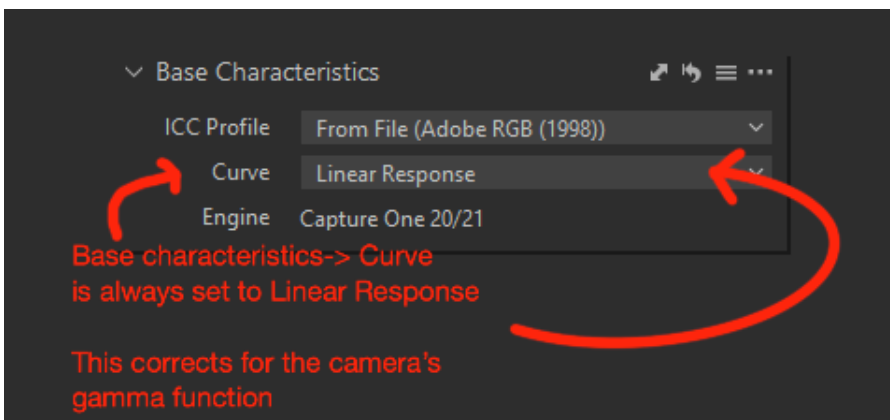 Base Characteristics
ICC Profile From File (Adobe RGB (1998))
Curve Linear Response
Engine Capture One 20/21
Base characteristics-> Curve
is always set to Linear Response
This corrects for the camera's
gamma function